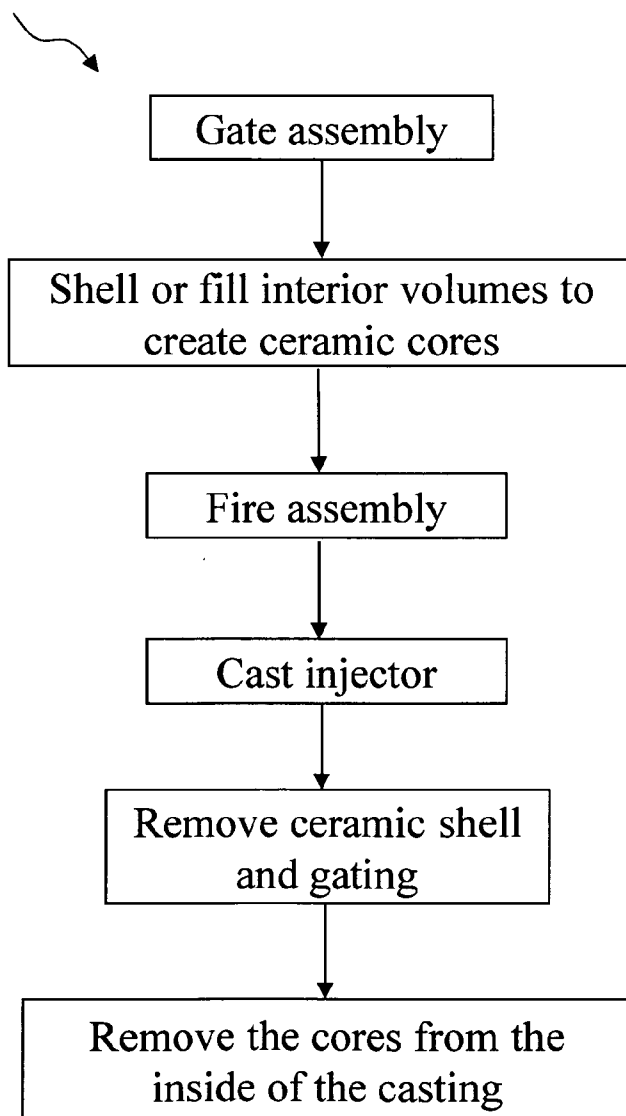 Gate assembly
Shell or fill interior volumes to
create ceramic cores
Fire assembly
Cast injector
Remove ceramic shell
and gating
Remove the cores from the
inside of the casting